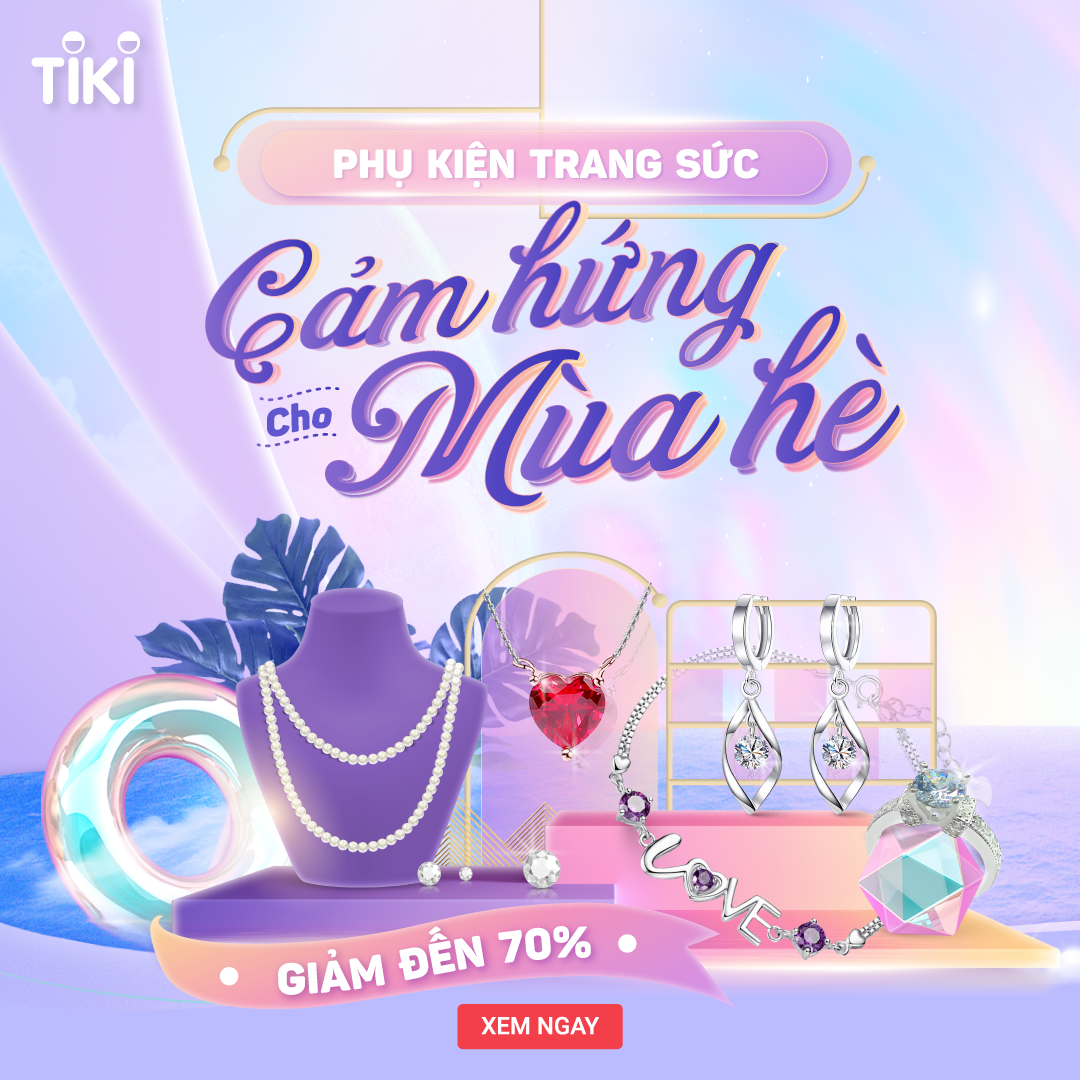 TIKI
PHỤ KIỆN TRANG SỨC
Cảm hứng
Cho Mùa hè
LOVE
GIẢM ĐẾN 70%
XEM NGAY